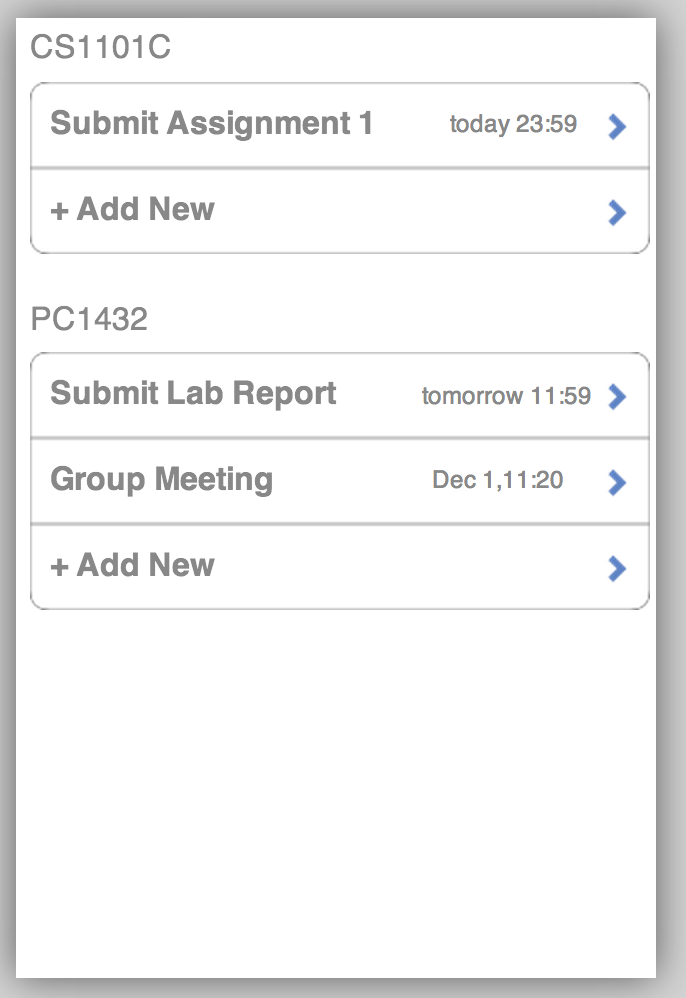 CS1101C
Submit Assignment 1 today 23:59
+ Add New
PC1432
Submit Lab Report tomorrow 11:59
Group Meeting Dec 1,11:20
+ Add New